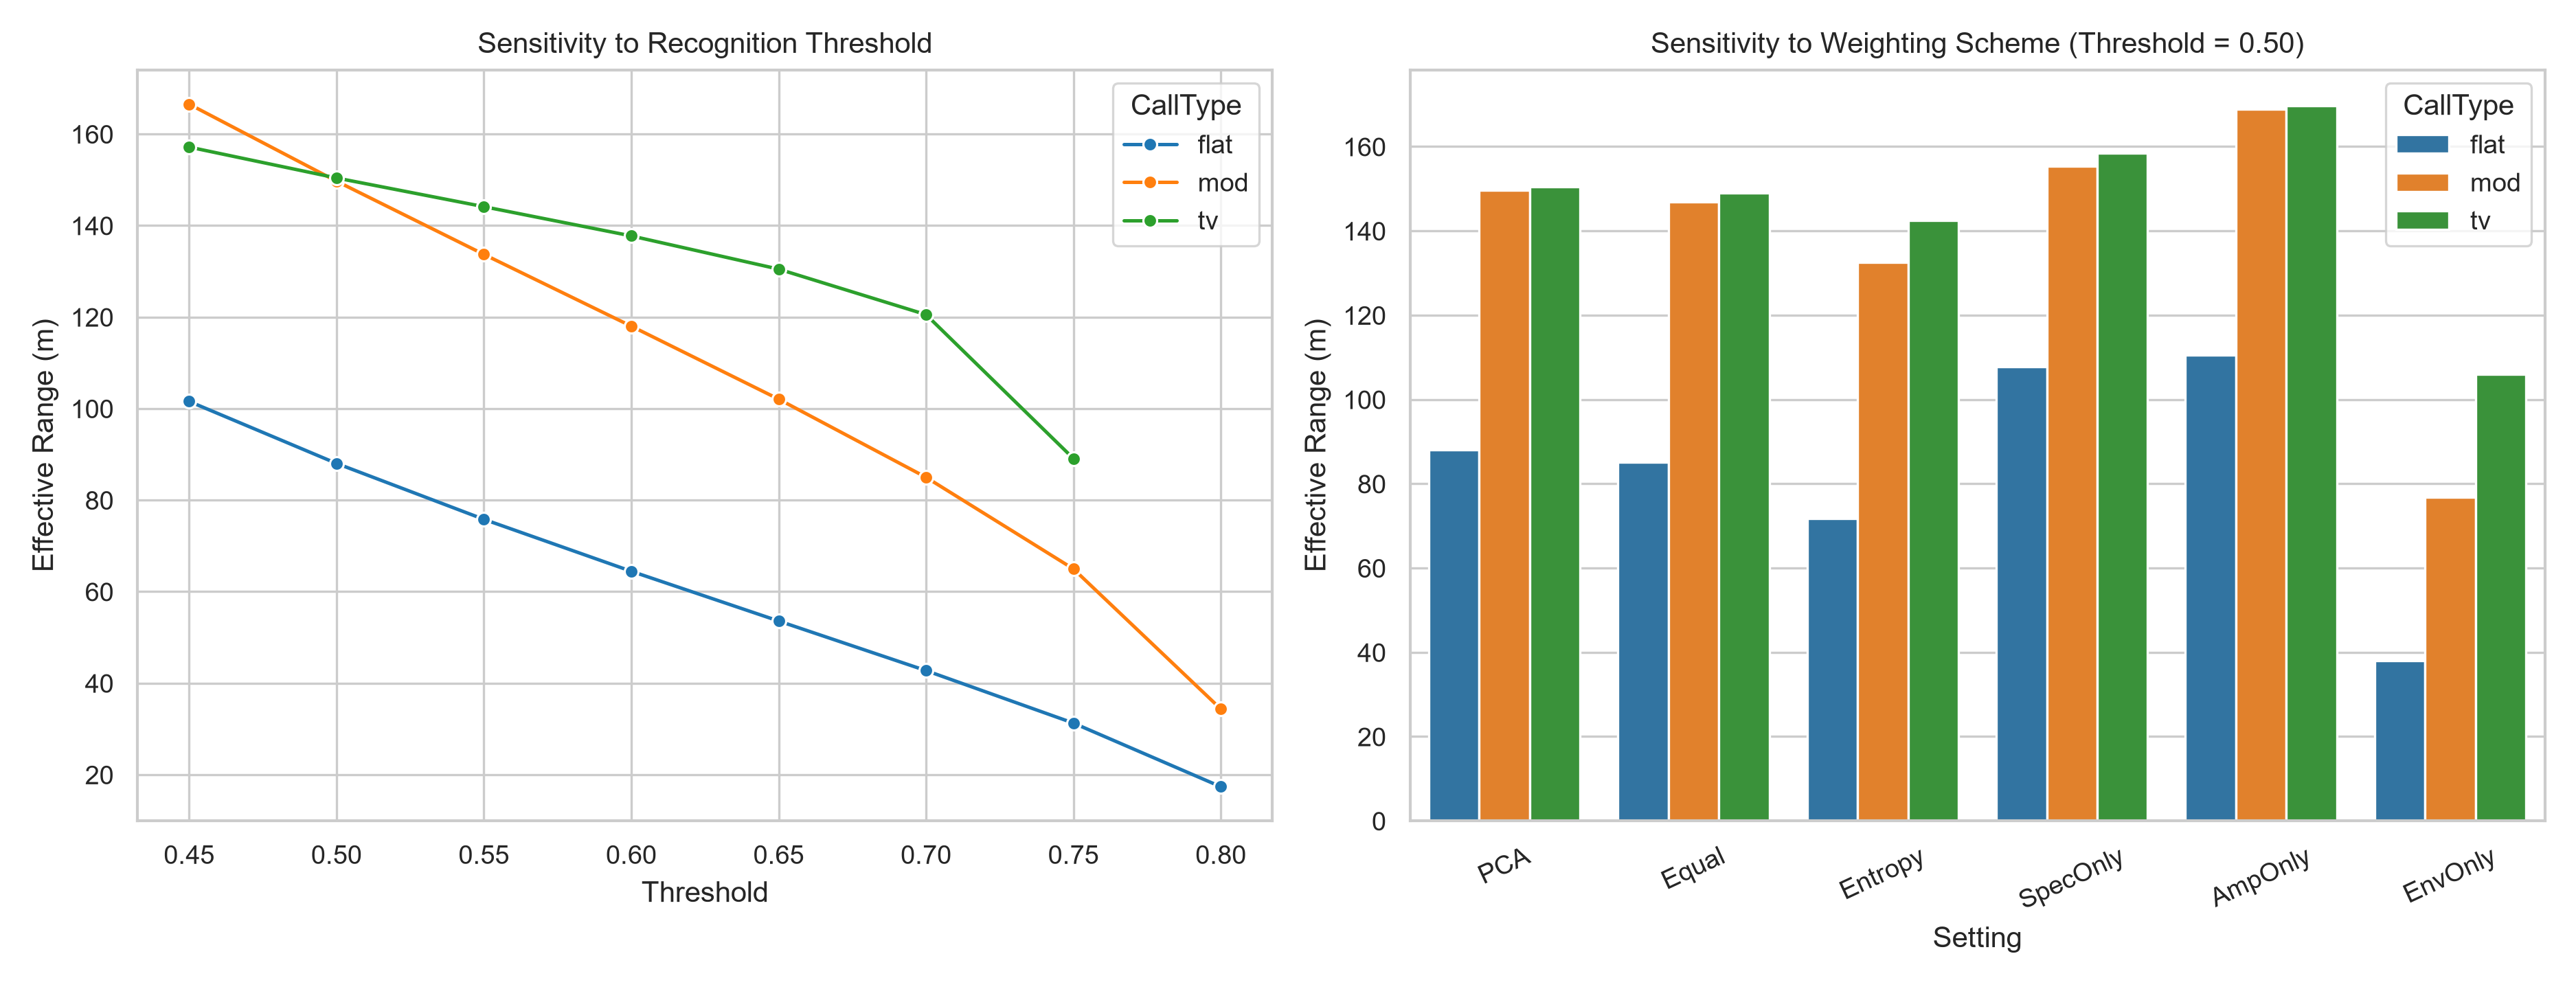 Sensitivity to Recognition Threshold
Effective Range (m)
160
140
120
100
80
60
40
20
0.45 0.50 0.55 0.60 0.65 0.70 0.75 0.80
Threshold
CallType
flat
mod
tv
Sensitivity to Weighting Scheme (Threshold = 0.50)
Effective Range (m)
160
140
120
100
80
60
40
20
0
PCA Equal Entropy SpecOnly AmpOnly EnvOnly
Setting
CallType
flat
mod
tv